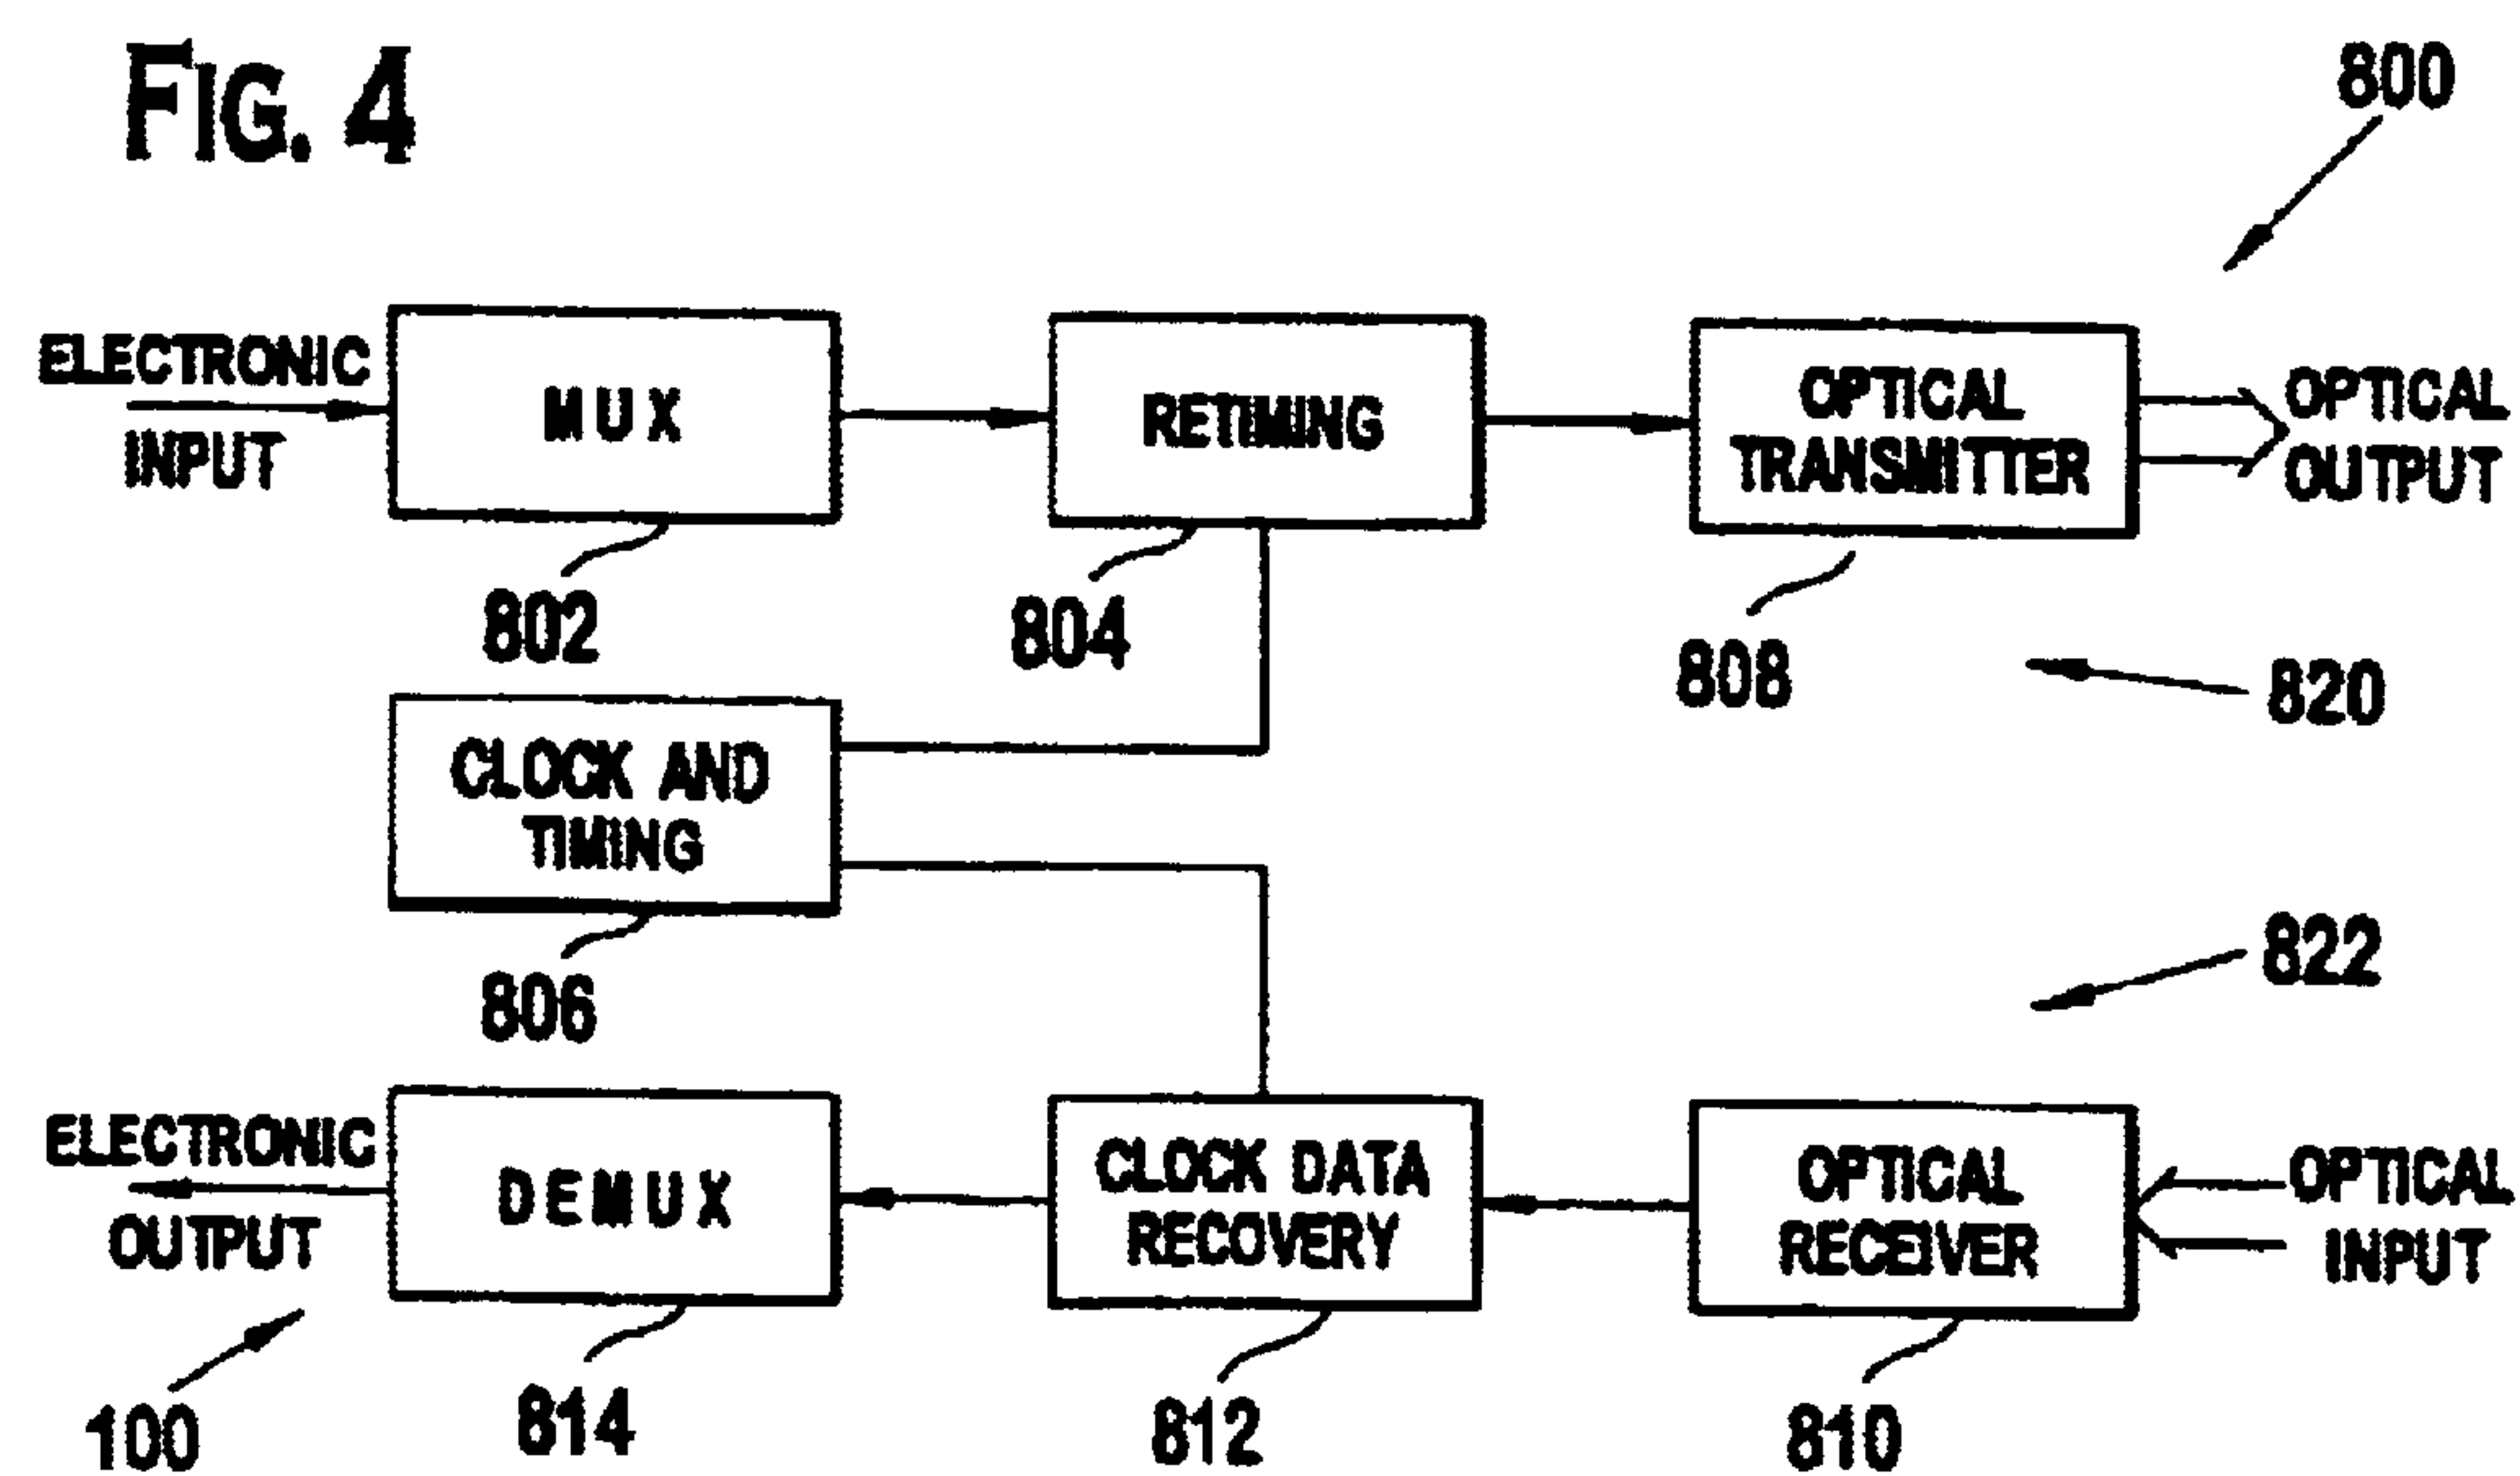 FIG. 4
800
ELECTRONIC
INPUT
MUX
RETIMING
OPTICAL
TRANSMITTER
OPTICAL
OUTPUT
802
804
808
820
CLOCK AND
TIMING
806
822
ELECTRONIC
OUTPUT
DEMUX
CLOCK DATA
RECOVERY
OPTICAL
RECEIVER
OPTICAL
INPUT
100
814
812
810